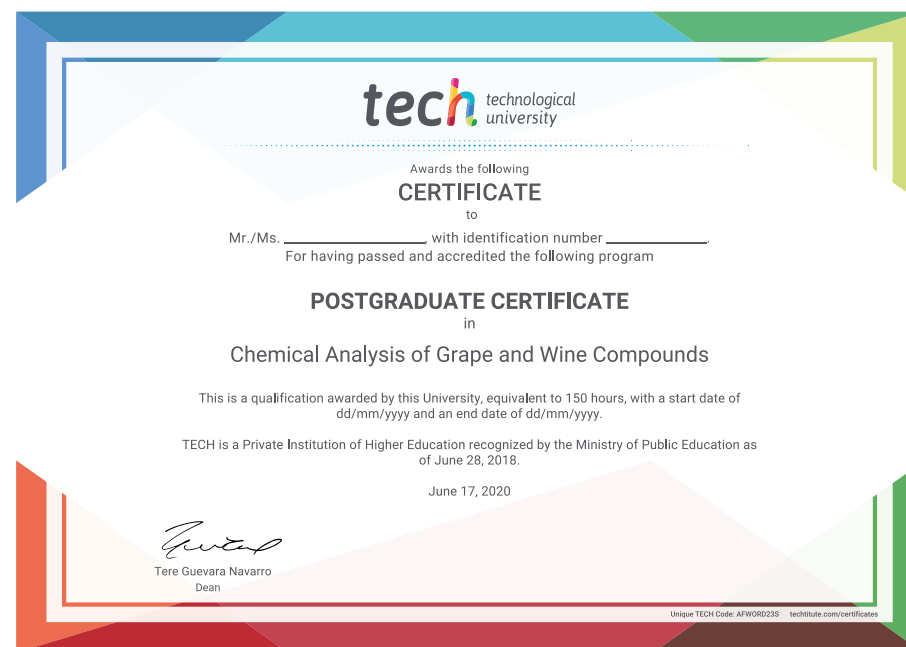 tech technological
university
Awards the following
CERTIFICATE
to
Mr./Ms. ____________________, with identification number ______________.
For having passed and accredited the following program
POSTGRADUATE CERTIFICATE
in
Chemical Analysis of Grape and Wine Compounds
This is a qualification awarded by this University, equivalent to 150 hours, with a start date of
dd/mm/yyyy and an end date of dd/mm/yyyy.
TECH is a Private Institution of Higher Education recognized by the Ministry of Public Education as
of June 28, 2018.
June 17, 2020
Tere Guevara Navarro
Dean
Unique TECH Code: AFWORD23S techtitute.com/certificates